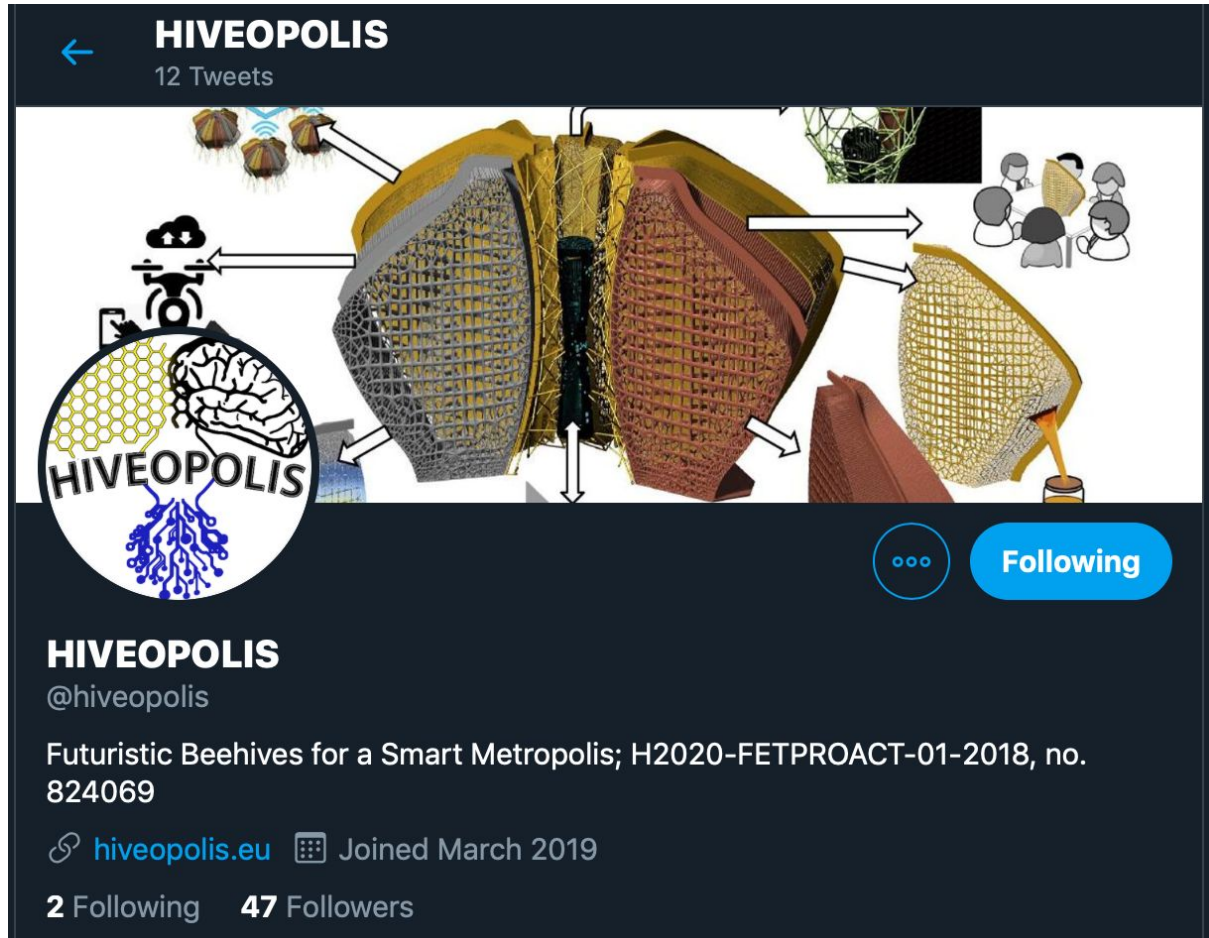 HIVEOPOLIS
12 Tweets
HIVEOPOLIS
Following
HIVEOPOLIS
@hiveopolis
Futuristic Beehives for a Smart Metropolis; H2020-FETPROACT-01-2018, no.
824069
hiveopolis.eu Joined March 2019
2 Following 47 Followers